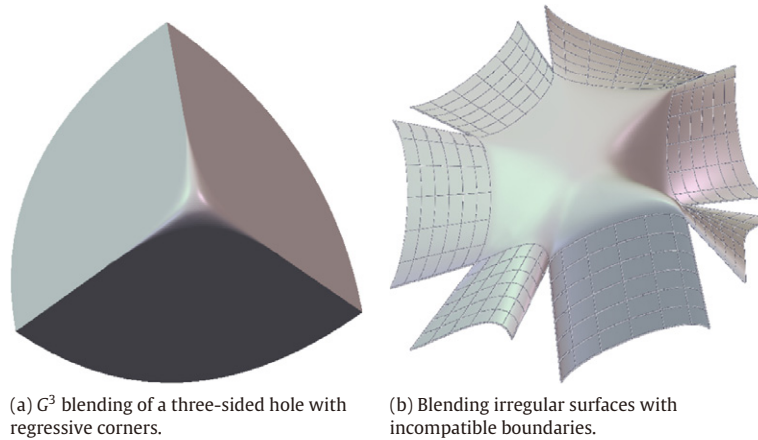 (a) G³ blending of a three-sided hole with
regressive corners.
(b) Blending irregular surfaces with
incompatible boundaries.